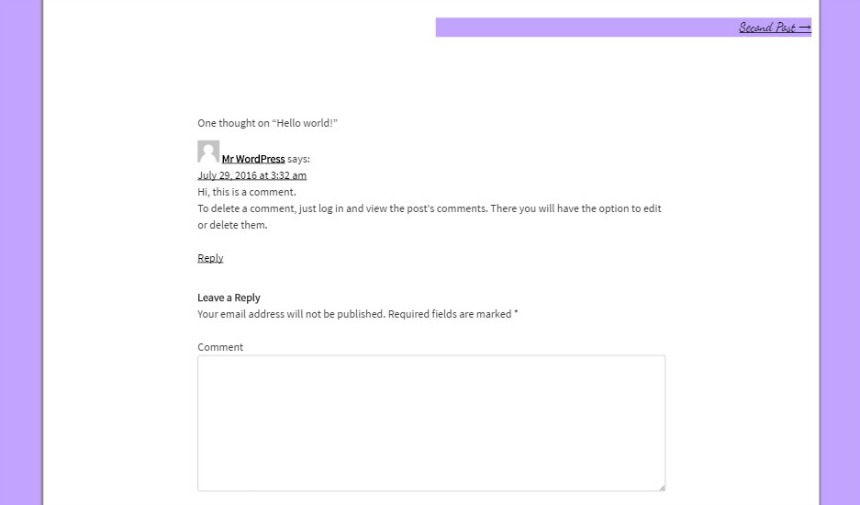 Second Post →
One thought on “Hello world!”
Mr WordPress says:
July 29, 2016 at 3:32 am
Hi, this is a comment.
To delete a comment, just log in and view the post's comments. There you will have the option to edit
or delete them.
Reply
Leave a Reply
Your email address will not be published. Required fields are marked *
Comment